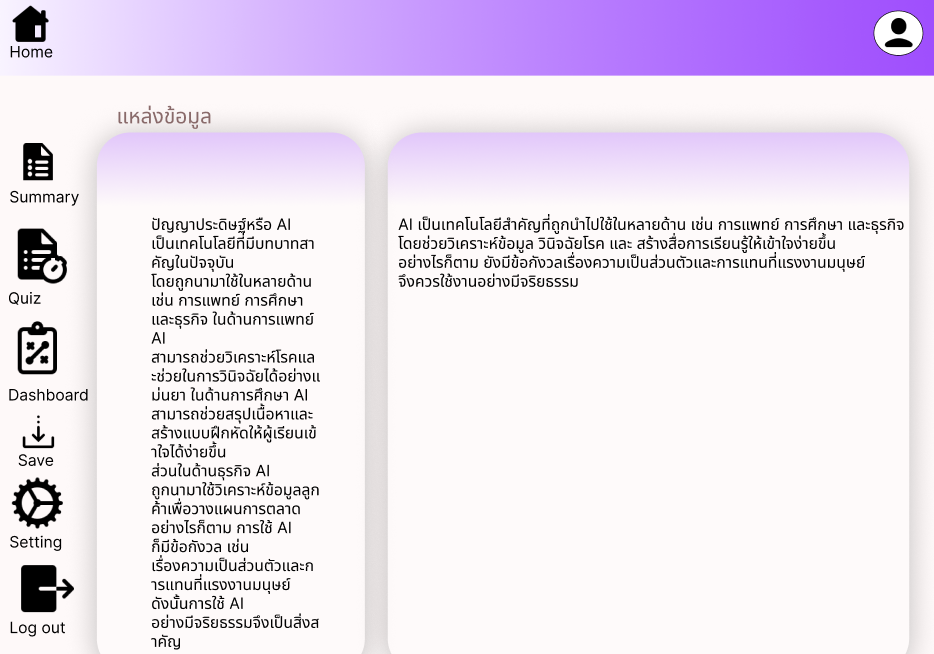 Home
แหล่งข้อมูล
Summary
Quiz
Dashboard
Save
Setting
Log out
ปัญญาประดิษฐ์หรือ AI
เป็นเทคโนโลยีที่มีบทบาทสา
คัญในปัจจุบัน
โดยถูกนามาใช้ในหลายด้าน
เช่น การแพทย์ การศึกษา
และธุรกิจ ในด้านการแพทย์
AI
สามารถช่วยวิเคราะห์โรคแล
ะช่วยในการวินิจฉัยได้อย่างแ
ม่นยา ในด้านการศึกษา AI
สามารถช่วยสรุปเนื้อหาและ
สร้างแบบฝึกหัดให้ผู้เรียนเข้
าใจได้ง่ายขึ้น
ส่วนในด้านธุรกิจ AI
ถูกนามาใช้วิเคราะห์ข้อมูลลูก
ค้าเพื่อวางแผนการตลาด
อย่างไรก็ตาม การใช้ AI
ก็มีข้อกังวล เช่น
เรื่องความเป็นส่วนตัวและก
ารแทนที่แรงงานมนุษย์
ดังนั้นการใช้ AI
อย่างมีจริยธรรมจึงเป็นสิ่งส
าคัญ
AI เป็นเทคโนโลยีสำคัญที่ถูกนำไปใช้ในหลายด้าน เช่น การแพทย์ การศึกษา และธุรกิจ
โดยช่วยวิเคราะห์ข้อมูล วินิจฉัยโรค และ สร้างสื่อการเรียนรู้ให้เข้าใจง่ายขึ้น
อย่างไรก็ตาม ยังมีข้อกังวลเรื่องความเป็นส่วนตัวและการแทนที่แรงงานมนุษย์
จึงควรใช้งานอย่างมีจริยธรรม